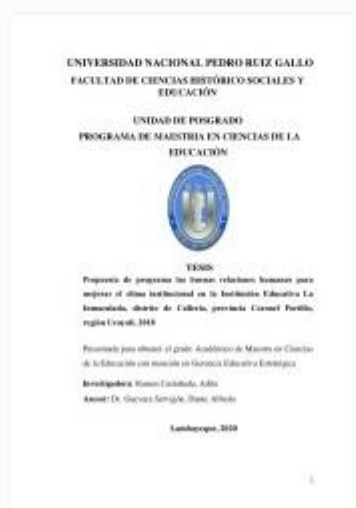 UNIVERSIDAD NACIONAL PEDRO RUIZ GALLO
FACULTAD DE CIENCIAS HISTÓRICO SOCIALES Y
EDUCACIÓN
UNIDAD DE POSGRADO
PROGRAMA DE MAESTRIA EN CIENCIAS DE LA
EDUCACIÓN
TESIS
Propuesta de programa las buenas relaciones humanas para
mejorar el clima institucional en la Institución Educativa La
Inmaculada, distrito de Callería, provincia Coronel Portillo,
región Ucayali, 2018
Presentada para obtener el grado Académico de Maestra en Ciencias
de la Educación con mención en Gerencia Educativa Estratégica
Investigadora: Ramos Castañeda,
Asesor: Dr. Guevara Servigón, Dante Alfredo
Lambayeque, 2020